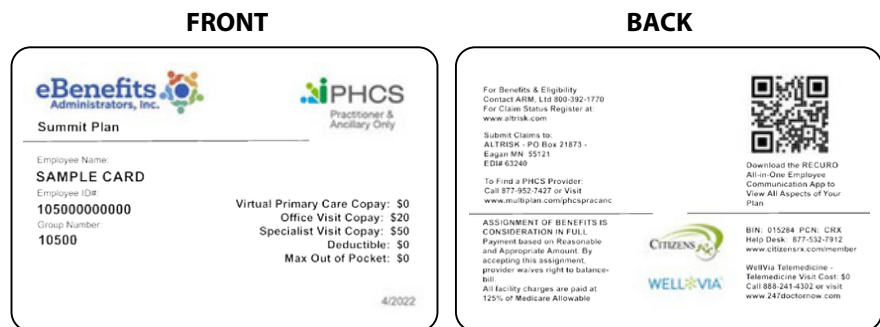 FRONT
BACK
eBenefits
Administrators, Inc.
Summit Plan
PHCS
Practitioner &
Ancillary Only
Employee Name:
SAMPLE CARD
Employee ID#:
105000000000
Group Number:
10500
Virtual Primary Care Copay: $0
Office Visit Copay: $20
Specialist Visit Copay: $50
Deductible: $0
Max Out of Pocket: $0
4/2022
For Benefits & Eligibility
Contact ARM, Ltd 800-392-1770
For Claim Status Register at:
www.altrisk.com
Submit Claims to:
ALTRISK - PO Box 21873 -
Eagan MN 55121
EDI# 63240
To Find a PHCS Provider:
Call 877-952-7427 or Visit
www.multiplan.com/phcspracanc
Download the RECURO
All-in-One Employee
Communication App to
View All Aspects of Your
Plan
ASSIGNMENT OF BENEFITS IS
CONSIDERATION IN FULL
Payment based on Reasonable
and Appropriate Amount. By
accepting this assignment,
provider waives right to balance-
bill.
All facility charges are paid at
125% of Medicare Allowable
CITIZENS Rx
WELLVIA
BIN: 015284 PCN: CRX
Help Desk: 877-532-7912
www.citizensrx.com/member
WellVia Telemedicine -
Telemedicine Visit Cost: $0
Call 888-241-4302 or visit
www.247doctornow.com